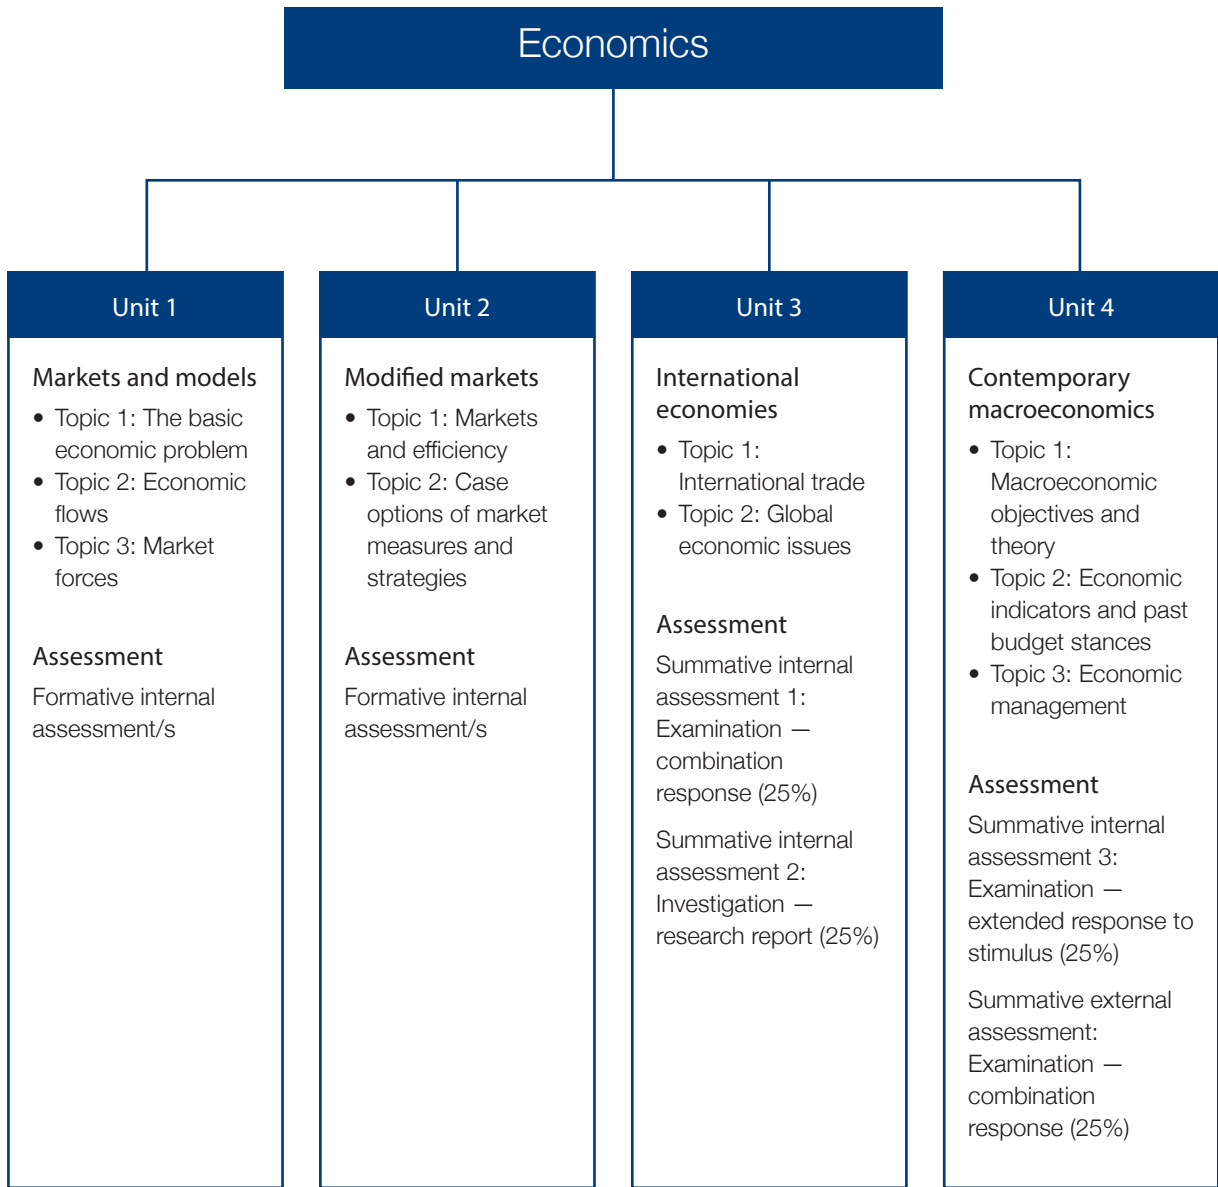 Economics
Unit 1
Markets and models
• Topic 1: The basic
economic problem
• Topic 2: Economic
flows
• Topic 3: Market
forces
Assessment
Formative internal
assessment/s
Unit 2
Modified markets
• Topic 1: Markets
and efficiency
• Topic 2: Case
options of market
measures and
strategies
Assessment
Formative internal
assessment/s
Unit 3
International
economies
• Topic 1:
International trade
• Topic 2: Global
economic issues
Assessment
Summative internal
assessment 1:
Examination —
combination
response (25%)
Summative internal
assessment 2:
Investigation —
research report (25%)
Unit 4
Contemporary
macroeconomics
• Topic 1:
Macroeconomic
objectives and
theory
• Topic 2: Economic
indicators and past
budget stances
• Topic 3: Economic
management
Assessment
Summative internal
assessment 3:
Examination —
extended response to
stimulus (25%)
Summative external
assessment:
Examination —
combination
response (25%)